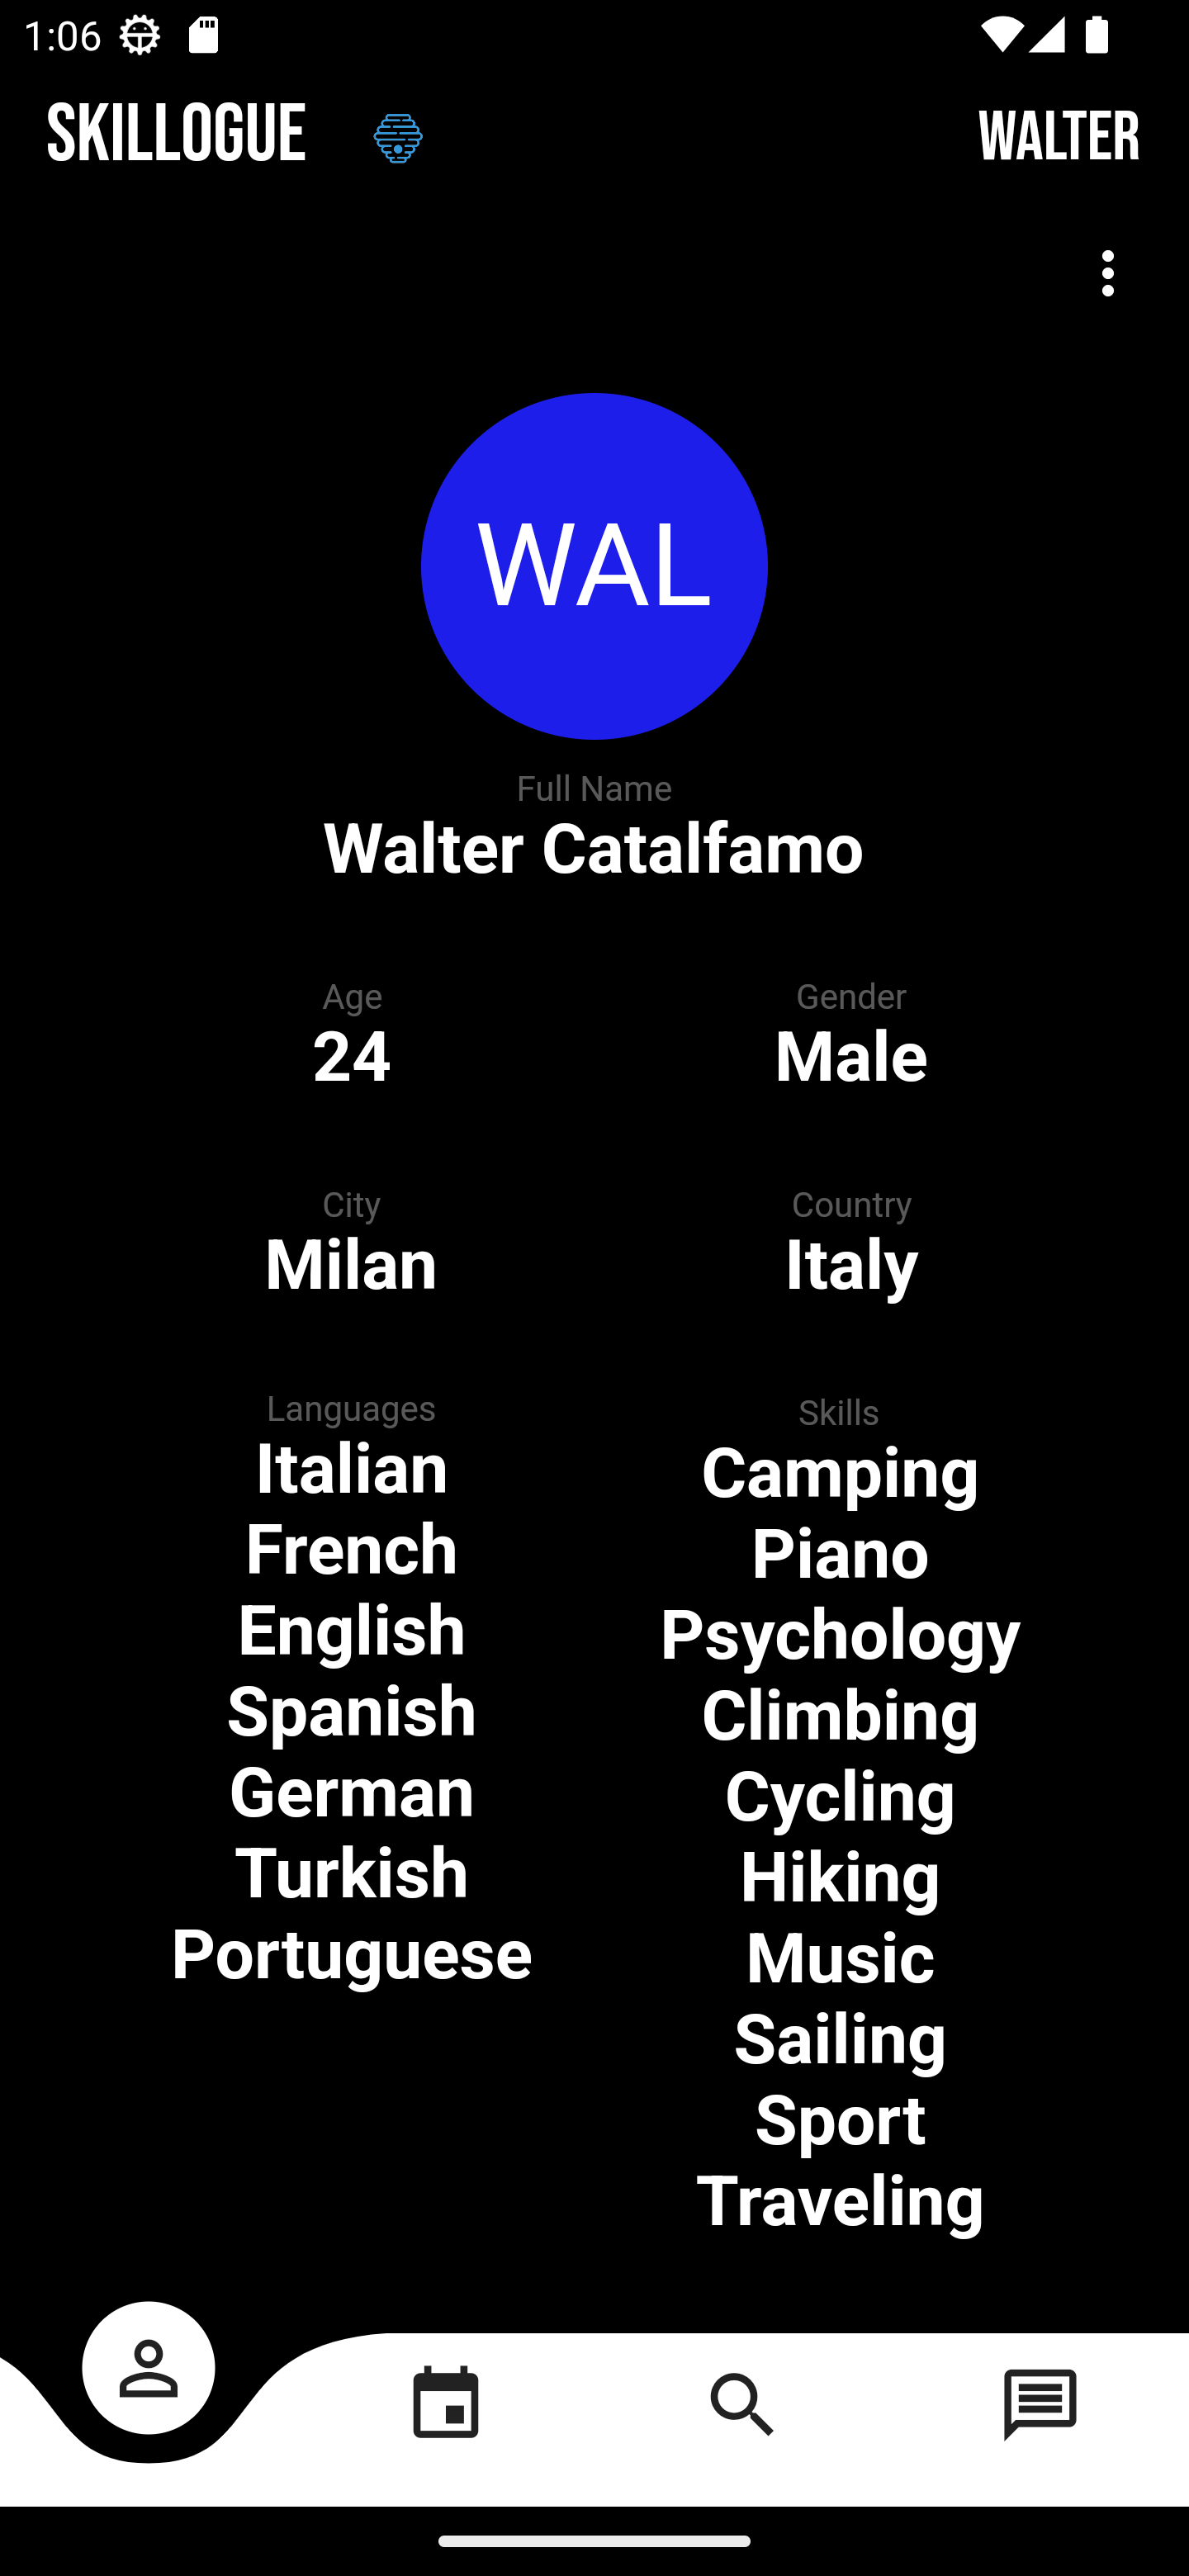 1:06
SKILLOGUE
WALTER
WAL
Full Name
Walter Catalfamo
Age
24
Gender
Male
City
Milan
Country
Italy
Languages
Italian
French
English
Spanish
German
Turkish
Portuguese
Skills
Camping
Piano
Psychology
Climbing
Cycling
Hiking
Music
Sailing
Sport
Traveling